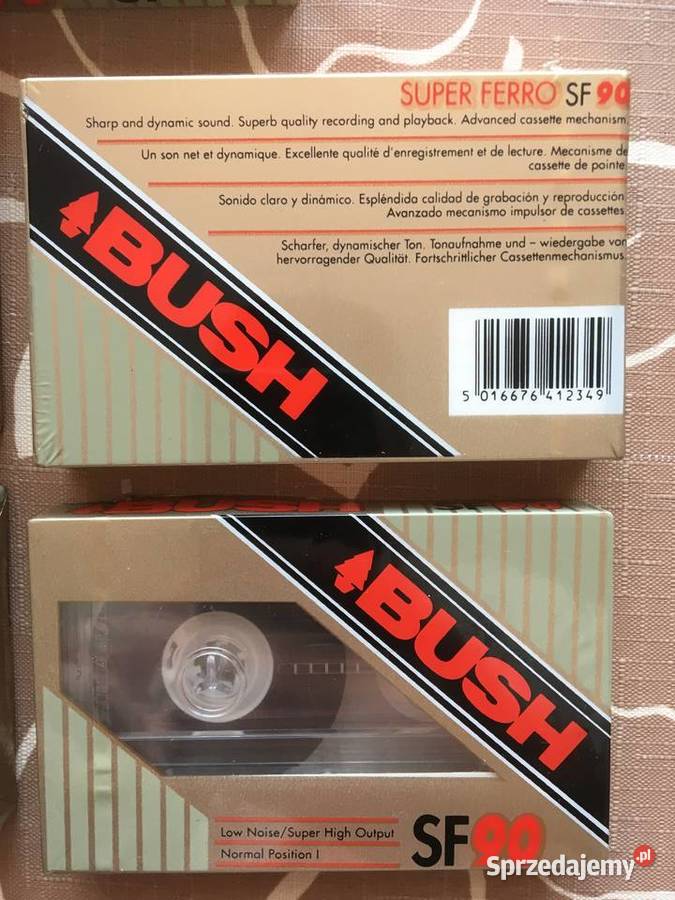 SUPER FERRO SF 90
Sharp and dynamic sound. Superb quality recording and playback. Advanced cassette mechanism.
Un son net et dynamique. Excellente qualité d'enregistrement et de lecture. Mecanisme de
cassette de pointe
Sonido claro y dinámico. Espléndida calidad de grabación y reproducción
Avanzado mecanismo impulsor de cassettes
Scharfer, dynamischer Ton. Tonaufnahme und – wiedergabe von
hervorragender Qualität. Fortschrittlicher Cassettenmechanismus
BUSH
5 016676 412349
BUSH SF90
BUSH
Low Noise/Super High Output
Normal Position I
SF90
Sprzedajemy.pl